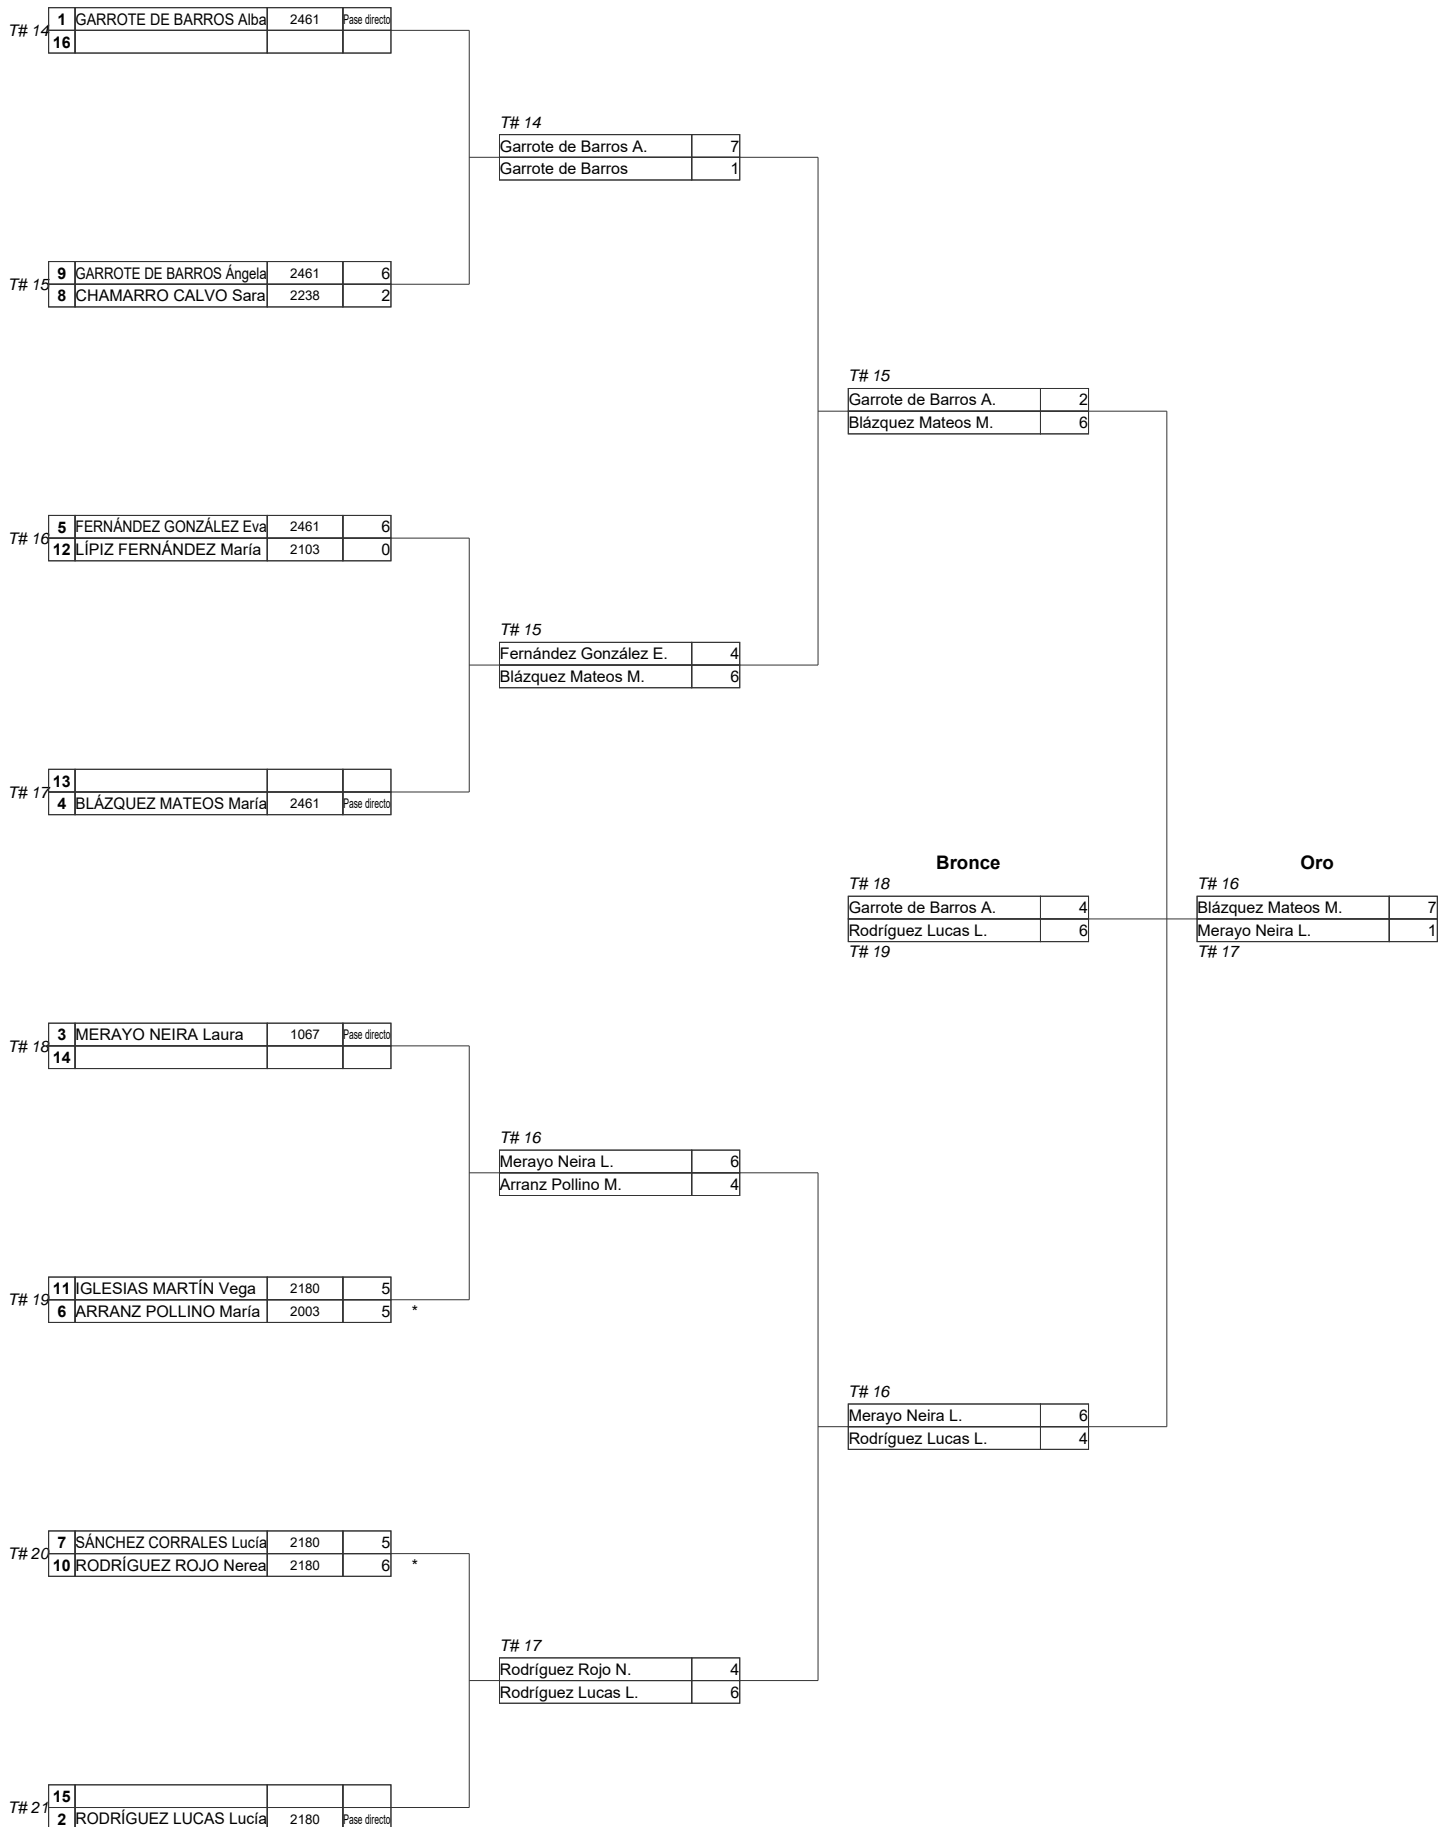 T# 14
1 GARROTE DE BARROS Alba 2461 Pase directo
16
T# 14
Garrote de Barros A. 7
Garrote de Barros 1
T# 15
9 GARROTE DE BARROS Ángela 2461 6
8 CHAMARRO CALVO Sara 2238 2
T# 15
Garrote de Barros A. 2
Blázquez Mateos M. 6
T# 16
5 FERNÁNDEZ GONZÁLEZ Eva 2461 6
12 LÍPIZ FERNÁNDEZ María 2103 0
T# 15
Fernández González E. 4
Blázquez Mateos M. 6
T# 17
13
4 BLÁZQUEZ MATEOS María 2461 Pase directo
Bronce
T# 18
Garrote de Barros A. 4
Rodríguez Lucas L. 6
T# 19
Oro
T# 16
Blázquez Mateos M. 7
Merayo Neira L. 1
T# 17
T# 18
3 MERAYO NEIRA Laura 1067 Pase directo
14
T# 16
Merayo Neira L. 6
Arranz Pollino M. 4
T# 19
11 IGLESIAS MARTÍN Vega 2180 5
6 ARRANZ POLLINO María 2003 5 *
T# 16
Merayo Neira L. 6
Rodríguez Lucas L. 4
T# 20
7 SÁNCHEZ CORRALES Lucía 2180 5
10 RODRÍGUEZ ROJO Nerea 2180 6 *
T# 17
Rodríguez Rojo N. 4
Rodríguez Lucas L. 6
T# 21
15
2 RODRÍGUEZ LUCAS Lucía 2180 Pase directo